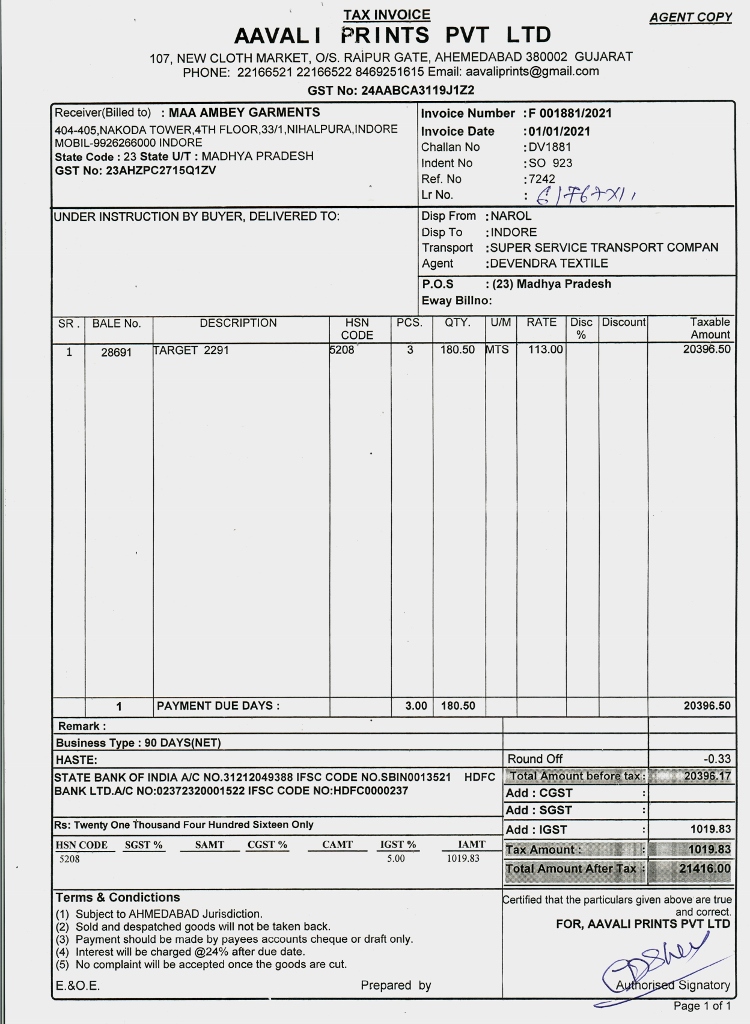 TAX INVOICE
AGENT COPY
AAVALI PRINTS PVT LTD
107, NEW CLOTH MARKET, O/S. RAIPUR GATE, AHEMEDABAD 380002 GUJARAT
PHONE: 22166521 22166522 8469251615 Email: aavaliprints@gmail.com
GST No: 24AABCA3119J1Z2
Receiver(Billed to) : MAA AMBEY GARMENTS
404-405,NAKODA TOWER,4TH FLOOR,33/1,NIHALPURA,INDORE
MOBIL-9926266000 INDORE
State Code : 23 State U/T : MADHYA PRADESH
GST No: 23AHZPC2715Q1ZV
Invoice Number : F 001881/2021
Invoice Date : 01/01/2021
Challan No : DV1881
Indent No : SO 923
Ref. No : 7242
Lr No. :
UNDER INSTRUCTION BY BUYER, DELIVERED TO:
Disp From : NAROL
Disp To : INDORE
Transport : SUPER SERVICE TRANSPORT COMPAN
Agent : DEVENDRA TEXTILE
P.O.S : (23) Madhya Pradesh
Eway Billno:
SR. BALE No. DESCRIPTION HSN CODE PCS. QTY. U/M RATE Disc % Discount Taxable Amount
1 28691 TARGET 2291 5208 3 180.50 MTS 113.00 20396.50
1 PAYMENT DUE DAYS : 3.00 180.50 20396.50
Remark :
Business Type : 90 DAYS(NET)
HASTE:
Round Off -0.33
STATE BANK OF INDIA A/C NO.31212049388 IFSC CODE NO.SBIN0013521 HDFC
BANK LTD.A/C NO:02372320001522 IFSC CODE NO:HDFC0000237
Total Amount before tax: 20396.17
Add : CGST :
Add : SGST :
Rs: Twenty One Thousand Four Hundred Sixteen Only
Add : IGST : 1019.83
HSN CODE SGST % SAMT CGST % CAMT IGST % IAMT
5208 5.00 1019.83
Tax Amount : 1019.83
Total Amount After Tax : 21416.00
Terms & Conditions
(1) Subject to AHMEDABAD Jurisdiction.
(2) Sold and despatched goods will not be taken back.
(3) Payment should be made by payees accounts cheque or draft only.
(4) Interest will be charged @24% after due date.
(5) No complaint will be accepted once the goods are cut.
E.&O.E. Prepared by
Certified that the particulars given above are true
and correct.
FOR, AAVALI PRINTS PVT LTD
Authorised Signatory
Page 1 of 1